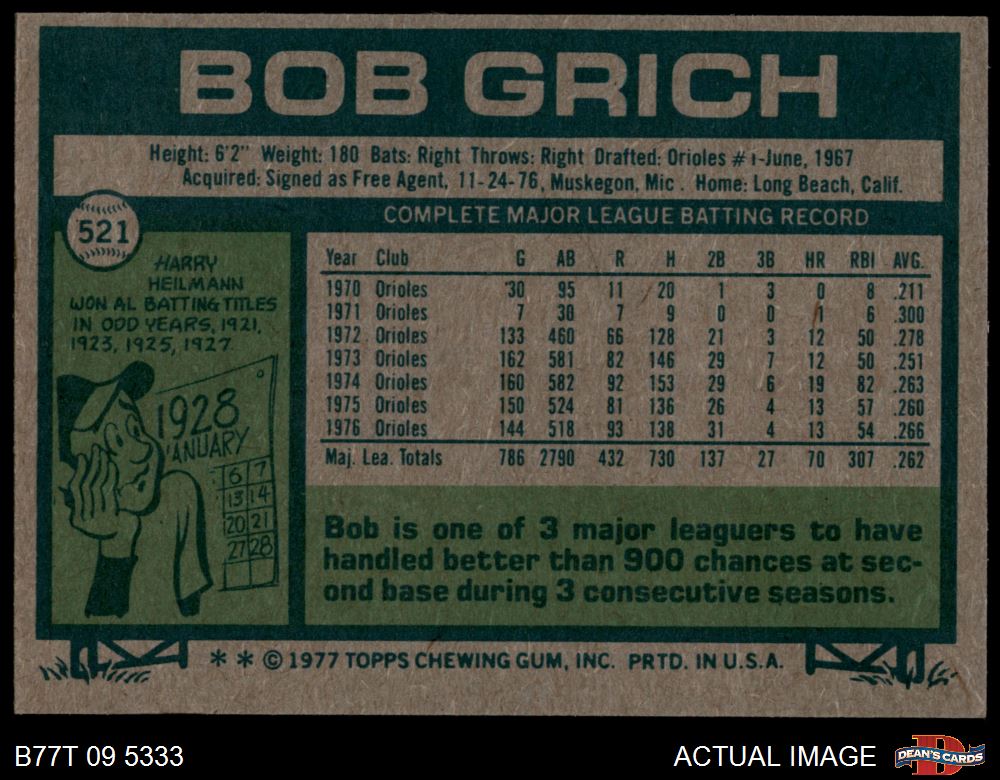 BOB GRICH
Height: 6'2" Weight: 180 Bats: Right Throws: Right Drafted: Orioles #1-June, 1967
Acquired: Signed as Free Agent, 11-24-76, Muskegon, Mic. Home: Long Beach, Calif.
521
HARRY
HEILMANN
WON AL BATTING TITLES
IN ODD YEARS, 1921,
1923, 1925, 1927
1928
JANUARY
6 7
13 14
20 21
27 28
COMPLETE MAJOR LEAGUE BATTING RECORD
Year Club G AB R H 2B 3B HR RBI AVG.
1970 Orioles 30 95 11 20 1 3 0 8 .211
1971 Orioles 7 30 7 9 0 0 1 6 .300
1972 Orioles 133 460 66 128 21 3 12 50 .278
1973 Orioles 162 581 82 146 29 7 12 50 .251
1974 Orioles 160 582 92 153 29 6 19 82 .263
1975 Orioles 150 524 81 136 26 4 13 57 .260
1976 Orioles 144 518 93 138 31 4 13 54 .266
Maj. Lea. Totals 786 2790 432 730 137 27 70 307 .262
Bob is one of 3 major leaguers to have
handled better than 900 chances at sec-
ond base during 3 consecutive seasons.
* * © 1977 TOPPS CHEWING GUM, INC. PRTD. IN U.S.A.
B77T 09 5333
ACTUAL IMAGE
D
DEAN'S CARDS